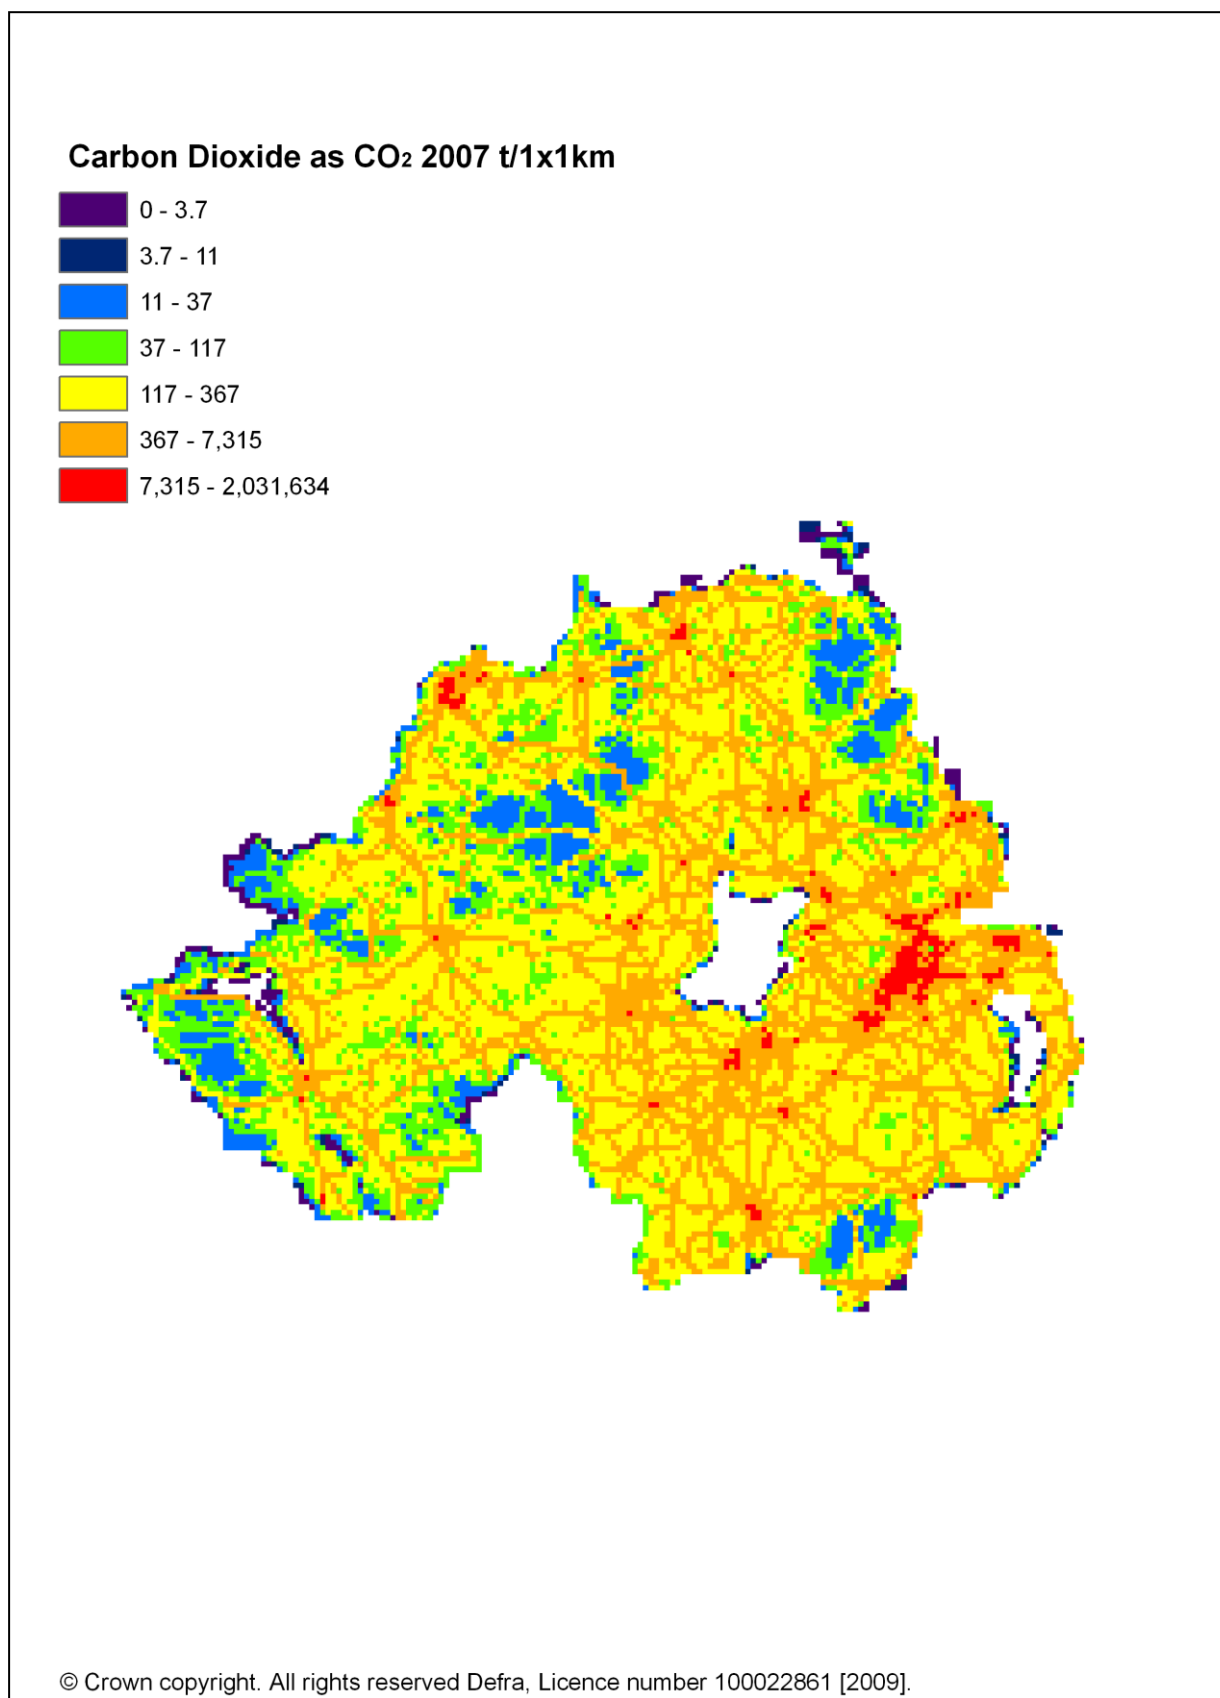 Carbon Dioxide as CO₂ 2007 t/1x1km
0 - 3.7
3.7 - 11
11 - 37
37 - 117
117 - 367
367 - 7,315
7,315 - 2,031,634
© Crown copyright. All rights reserved Defra, Licence number 100022861 [2009].